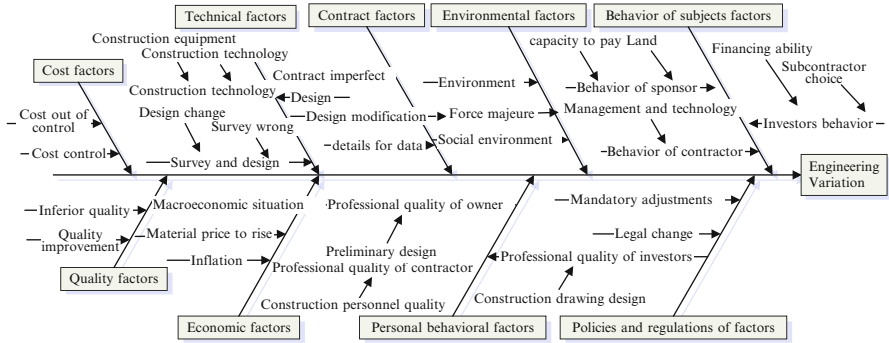 Technical factors
Contract factors
Environmental factors
Behavior of subjects factors
Construction equipment
Construction technology
capacity to pay Land
Financing ability
Cost factors
Contract imperfect
Environment
Behavior of sponsor
Subcontractor
choice
Construction technology
Design
Cost out of
control
Design change
Survey wrong
Design modification
Force majeure
Management and technology
Investors behavior
Cost control
Survey and design
details for data
Social environment
Behavior of contractor
Engineering
Variation
Inferior quality
Macroeconomic situation
Professional quality of owner
Mandatory adjustments
Quality
improvement
Material price to rise
Legal change
Preliminary design
Inflation
Professional quality of contractor
Professional quality of investors
Quality factors
Construction personnel quality
Construction drawing design
Economic factors
Personal behavioral factors
Policies and regulations of factors